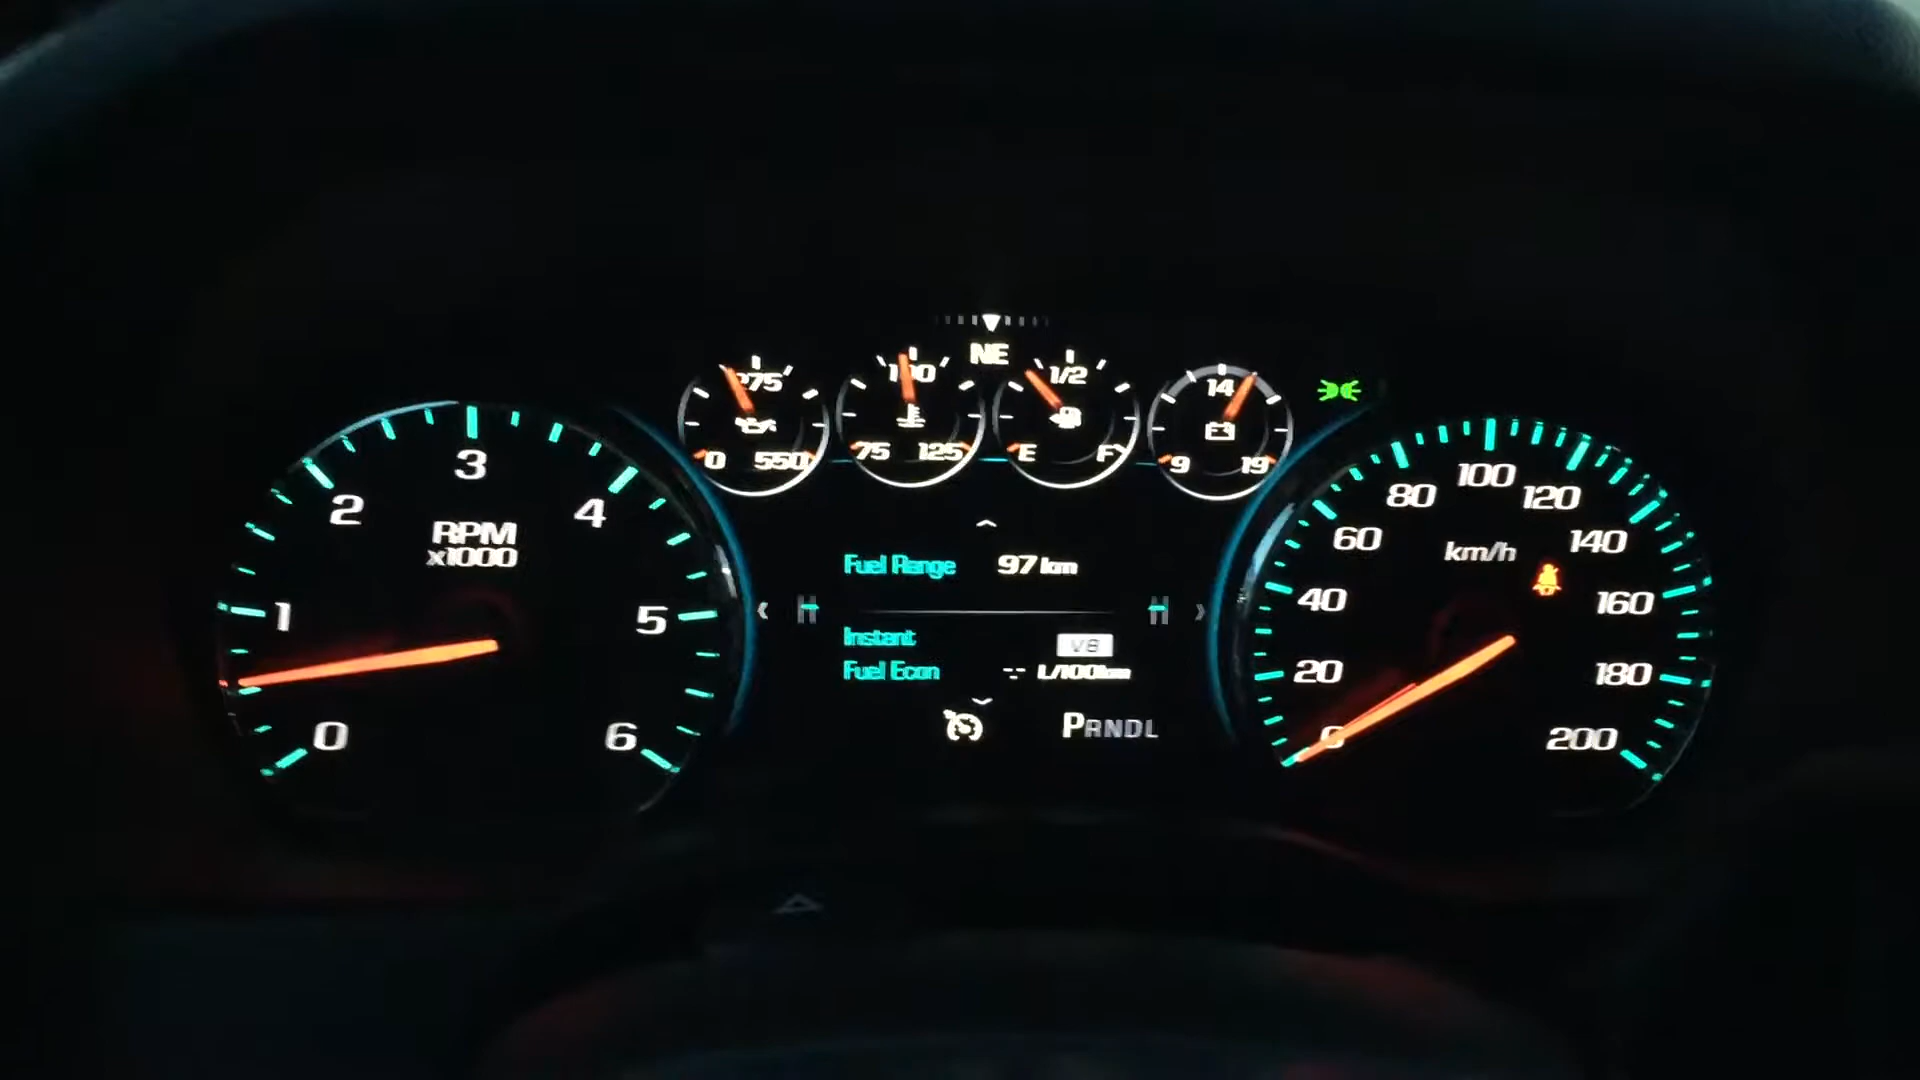 NE
275
100
1/2
14
0 550
75 125
E F
9 19
0
1
2
3
4
5
6
RPM
x1000
Fuel Range 97 km
Instant V8
Fuel Econ -.- L/100km
PRNDL
0
20
40
60
80
100
120
140
160
180
200
km/h